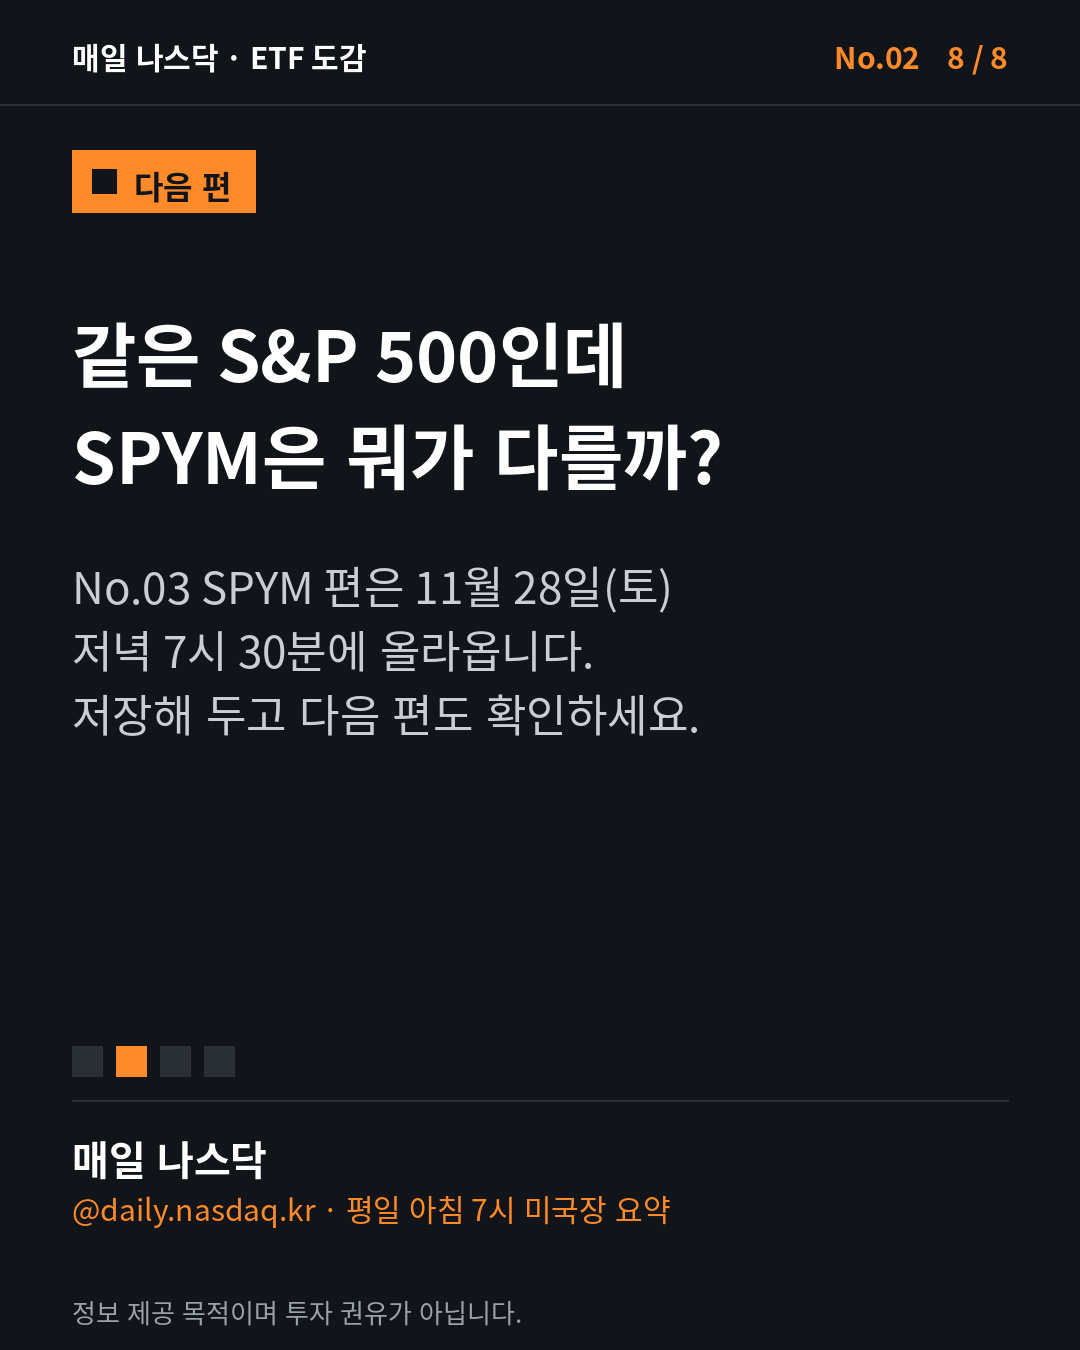 매일 나스닥 · ETF 도감
No.02 8 / 8
다음 편
같은 S&P 500인데
SPYM은 뭐가 다를까?
No.03 SPYM 편은 11월 28일(토)
저녁 7시 30분에 올라옵니다.
저장해 두고 다음 편도 확인하세요.
매일 나스닥
@daily.nasdaq.kr · 평일 아침 7시 미국장 요약
정보 제공 목적이며 투자 권유가 아닙니다.